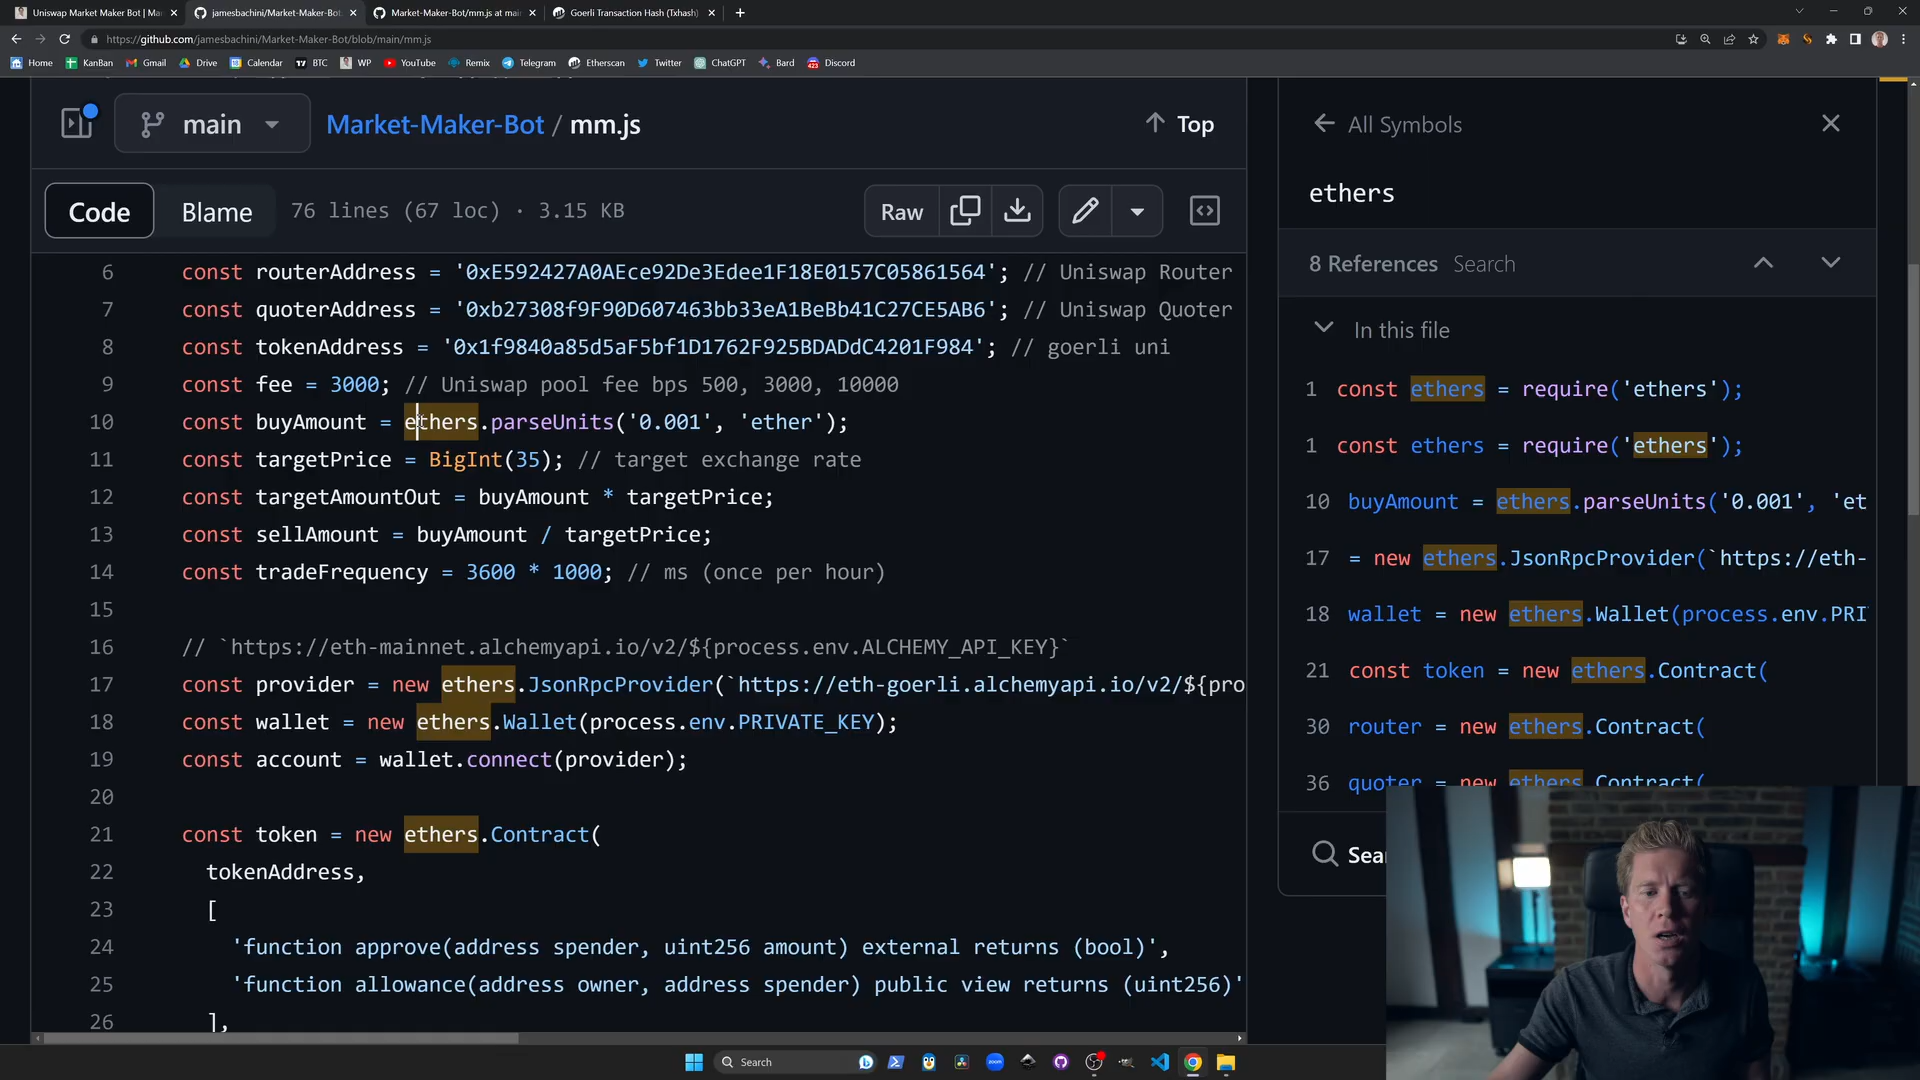 Uniswap Market Maker Bot | Ma
jamesbachini/Market-Maker-Bot
Market-Maker-Bot/mm.js at main
Goerli Transaction Hash (Txhash)
https://github.com/jamesbachini/Market-Maker-Bot/blob/main/mm.js
Home KanBan Gmail Drive Calendar BTC WP YouTube Remix Telegram Etherscan Twitter ChatGPT Bard Discord
main
Market-Maker-Bot / mm.js
Top
Code Blame 76 lines (67 loc) · 3.15 KB
Raw
6 const routerAddress = '0xE592427A0AEce92De3Edee1F18E0157C05861564'; // Uniswap Router
7 const quoterAddress = '0xb27308f9F90D607463bb33eA1BeBb41C27CE5AB6'; // Uniswap Quoter
8 const tokenAddress = '0x1f9840a85d5aF5bf1D1762F925BDADdC4201F984'; // goerli uni
9 const fee = 3000; // Uniswap pool fee bps 500, 3000, 10000
10 const buyAmount = ethers.parseUnits('0.001', 'ether');
11 const targetPrice = BigInt(35); // target exchange rate
12 const targetAmountOut = buyAmount * targetPrice;
13 const sellAmount = buyAmount / targetPrice;
14 const tradeFrequency = 3600 * 1000; // ms (once per hour)
15
16 // `https://eth-mainnet.alchemyapi.io/v2/${process.env.ALCHEMY_API_KEY}`
17 const provider = new ethers.JsonRpcProvider(`https://eth-goerli.alchemyapi.io/v2/${pro
18 const wallet = new ethers.Wallet(process.env.PRIVATE_KEY);
19 const account = wallet.connect(provider);
20
21 const token = new ethers.Contract(
22 tokenAddress,
23 [
24 'function approve(address spender, uint256 amount) external returns (bool)',
25 'function allowance(address owner, address spender) public view returns (uint256)'
26 ],
All Symbols
ethers
8 References Search
In this file
1 const ethers = require('ethers');
1 const ethers = require('ethers');
10 buyAmount = ethers.parseUnits('0.001', 'et
17 = new ethers.JsonRpcProvider(`https://eth-
18 wallet = new ethers.Wallet(process.env.PRI
21 const token = new ethers.Contract(
30 router = new ethers.Contract(
36 quoter = new ethers.Contract(
Sea
Search
zoom